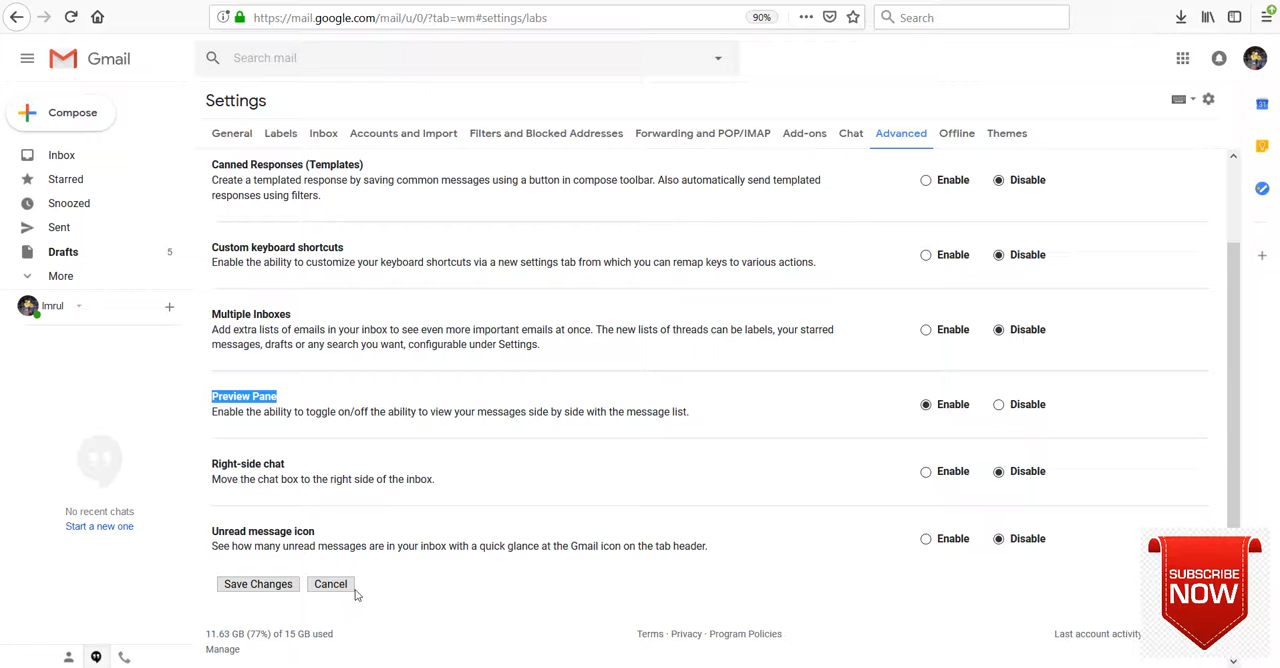 https://mail.google.com/mail/u/0/?tab=wm#settings/labs
90%
Search
Gmail
Search mail
Compose
Inbox
Starred
Snoozed
Sent
Drafts 5
More
Imrul
No recent chats
Start a new one
Settings
General Labels Inbox Accounts and Import Filters and Blocked Addresses Forwarding and POP/IMAP Add-ons Chat Advanced Offline Themes
Canned Responses (Templates)
Create a templated response by saving common messages using a button in compose toolbar. Also automatically send templated
responses using filters.
Enable Disable
Custom keyboard shortcuts
Enable the ability to customize your keyboard shortcuts via a new settings tab from which you can remap keys to various actions.
Enable Disable
Multiple Inboxes
Add extra lists of emails in your inbox to see even more important emails at once. The new lists of threads can be labels, your starred
messages, drafts or any search you want, configurable under Settings.
Enable Disable
Preview Pane
Enable the ability to toggle on/off the ability to view your messages side by side with the message list.
Enable Disable
Right-side chat
Move the chat box to the right side of the inbox.
Enable Disable
Unread message icon
See how many unread messages are in your inbox with a quick glance at the Gmail icon on the tab header.
Enable Disable
Save Changes Cancel
11.63 GB (77%) of 15 GB used
Manage
Terms · Privacy · Program Policies
Last account activity
31
SUBSCRIBE
NOW